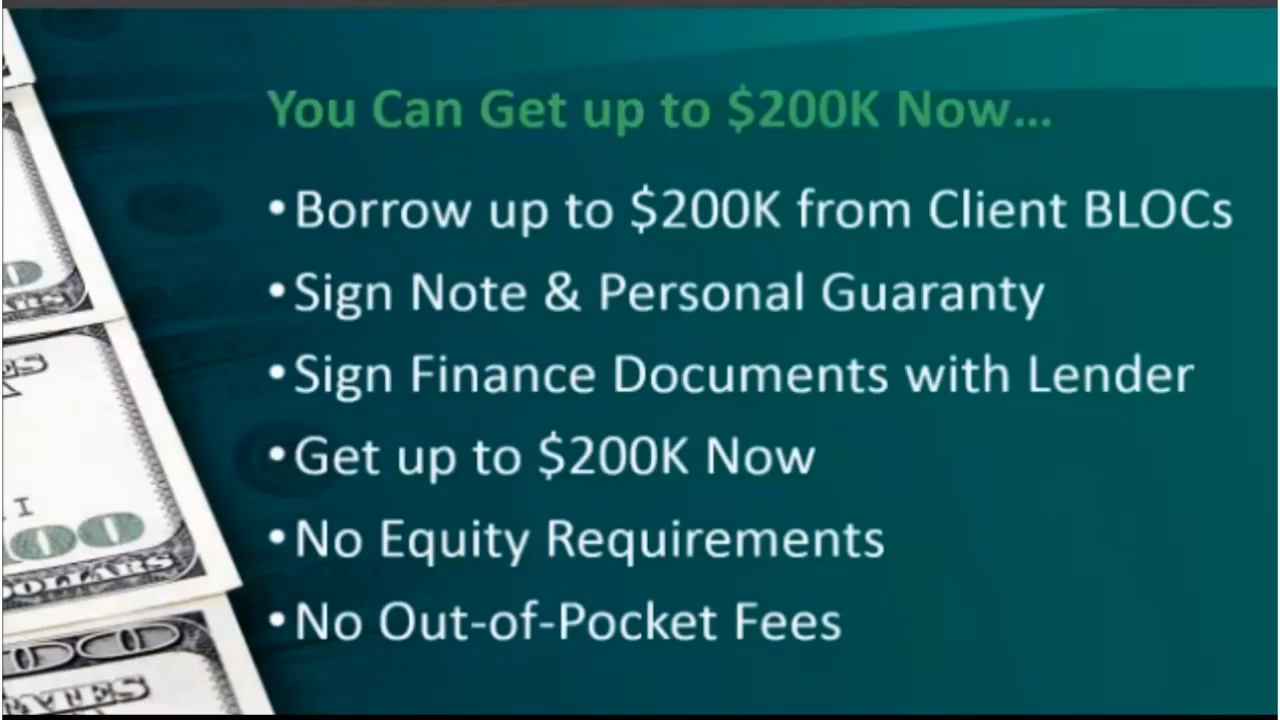 You Can Get up to $200K Now...
•Borrow up to $200K from Client BLOCs
•Sign Note & Personal Guaranty
•Sign Finance Documents with Lender
•Get up to $200K Now
•No Equity Requirements
•No Out-of-Pocket Fees